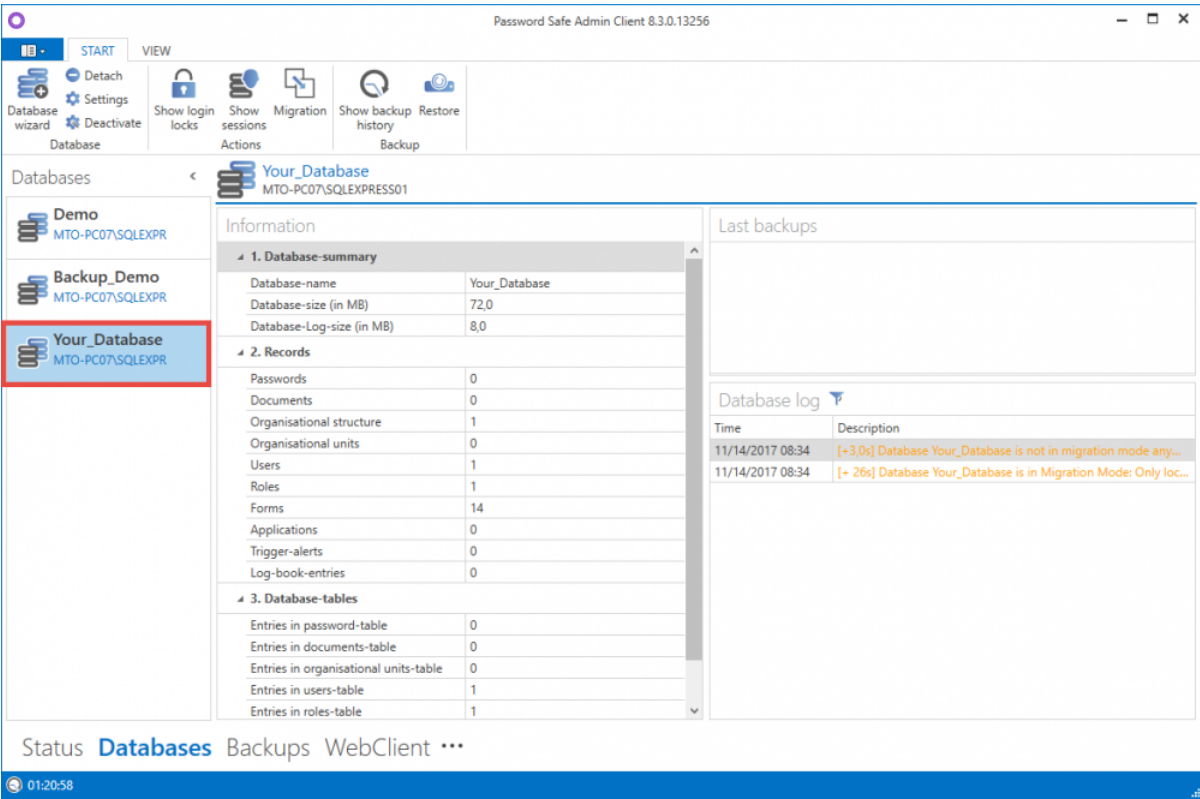 Password Safe Admin Client 8.3.0.13256
START VIEW
Database wizard
Detach
Settings
Deactivate
Database
Show login locks
Show sessions
Migration
Actions
Show backup history
Restore
Backup
Databases
Demo
MTO-PC07\SQLEXPR
Backup_Demo
MTO-PC07\SQLEXPR
Your_Database
MTO-PC07\SQLEXPR
Your_Database
MTO-PC07\SQLEXPRESS01
Information
1. Database-summary
Database-name Your_Database
Database-size (in MB) 72,0
Database-Log-size (in MB) 8,0
2. Records
Passwords 0
Documents 0
Organisational structure 1
Organisational units 0
Users 1
Roles 1
Forms 14
Applications 0
Trigger-alerts 0
Log-book-entries 0
3. Database-tables
Entries in password-table 0
Entries in documents-table 0
Entries in organisational units-table 0
Entries in users-table 1
Entries in roles-table 1
Last backups
Database log
Time Description
11/14/2017 08:34 [+3,0s] Database Your_Database is not in migration mode any...
11/14/2017 08:34 [+ 26s] Database Your_Database is in Migration Mode: Only loc...
Status Databases Backups WebClient •••
01:20:58